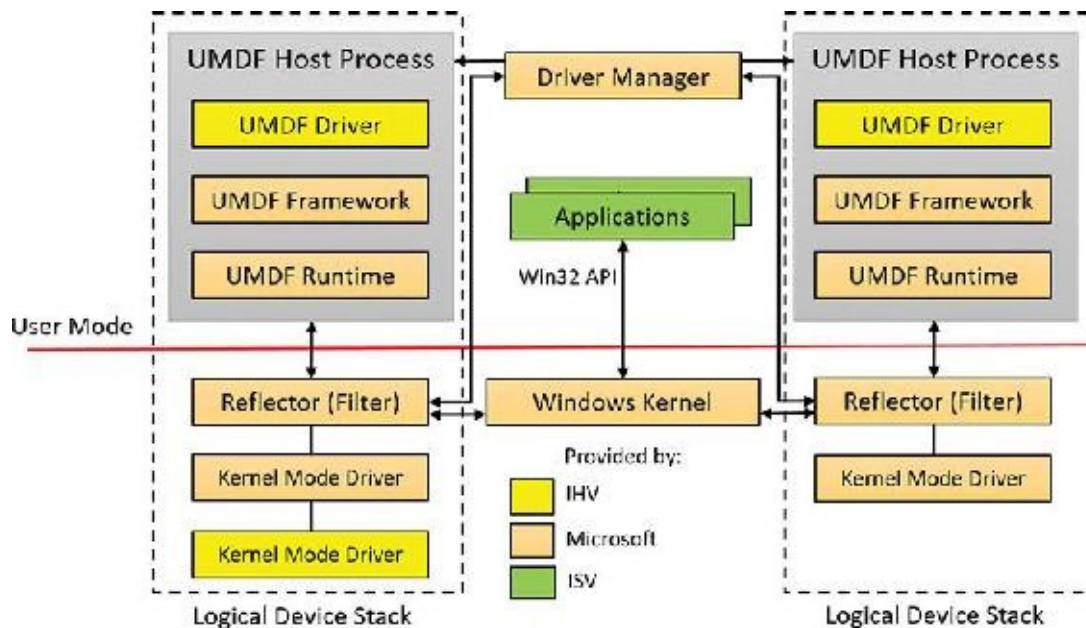 UMDF Host Process
UMDF Driver
UMDF Framework
UMDF Runtime
Driver Manager
Applications
Win32 API
UMDF Host Process
UMDF Driver
UMDF Framework
UMDF Runtime
User Mode
Reflector (Filter)
Kernel Mode Driver
Kernel Mode Driver
Logical Device Stack
Windows Kernel
Provided by:
IHV
Microsoft
ISV
Reflector (Filter)
Kernel Mode Driver
Logical Device Stack